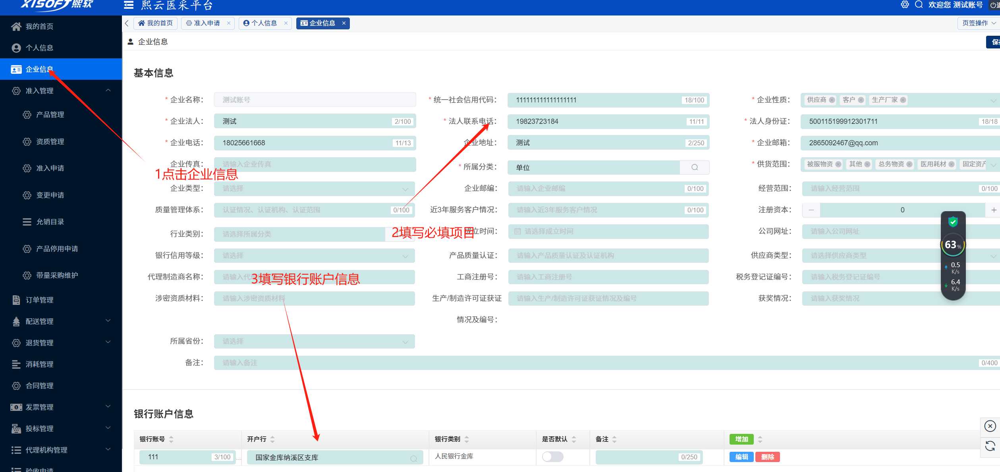 XISOFT熙软
熙云医采平台
欢迎您 测试账号
我的首页
个人信息
企业信息
准入管理
产品管理
资质管理
准入申请
变更申请
允销目录
产品停用申请
带量采购维护
订单管理
配送管理
退货管理
消耗管理
合同管理
发票管理
投标管理
代理机构管理
验收申请
我的首页 准入申请 个人信息 企业信息 页签操作
企业信息
基本信息
* 企业名称： 测试账号 * 统一社会信用代码： 111111111111111111 18/100 * 企业性质： 供应商 客户 生产厂家
* 企业法人： 测试 2/100 * 法人联系电话： 19823723184 11/11 * 法人身份证： 500115199912301711 18/18
* 企业电话： 18025661668 11/13 企业地址： 测试 2/250 * 企业邮箱： 2865092467@qq.com
企业传真： 请输入企业传真 * 所属分类： 单位 * 供货范围： 被服物资 其他 总务物资 医用耗材 固定资产
1点击企业信息
企业类型： 请选择 企业邮编： 请输入企业邮编 0/100 经营范围： 请输入经营范围 0/100
质量管理体系： 认证情况、认证机构、认证范围 0/100 近3年服务客户情况： 请输入近3年服务客户情况 0/100 注册资本： 0
行业类别： 请选择所属分类 成立时间： 请选择成立时间 公司网址： 请输入公司网址
2填写必填项目
银行信用等级： 请选择 产品质量认证： 请输入产品质量认证及认证机构 供应商类型： 请选择供应商类型
代理制造商名称： 请输入代 工商注册号： 请输入工商注册号 税务登记证编号： 请输入税务登记证编号
3填写银行账户信息
涉密资质材料： 请输入涉密资质材料 生产/制造许可证获证情况及编号： 请输入生产/制造许可证获证情况及编号 获奖情况： 请输入获奖情况
所属省份： 请选择
备注： 请输入备注 0/400
63%
0.5
K/s
6.4
K/s
银行账户信息
银行账号 开户行 银行类别 是否默认 备注 增加
111 3/100 ... 国家金库纳溪区支库 人民银行金库 0/250 编辑 删除